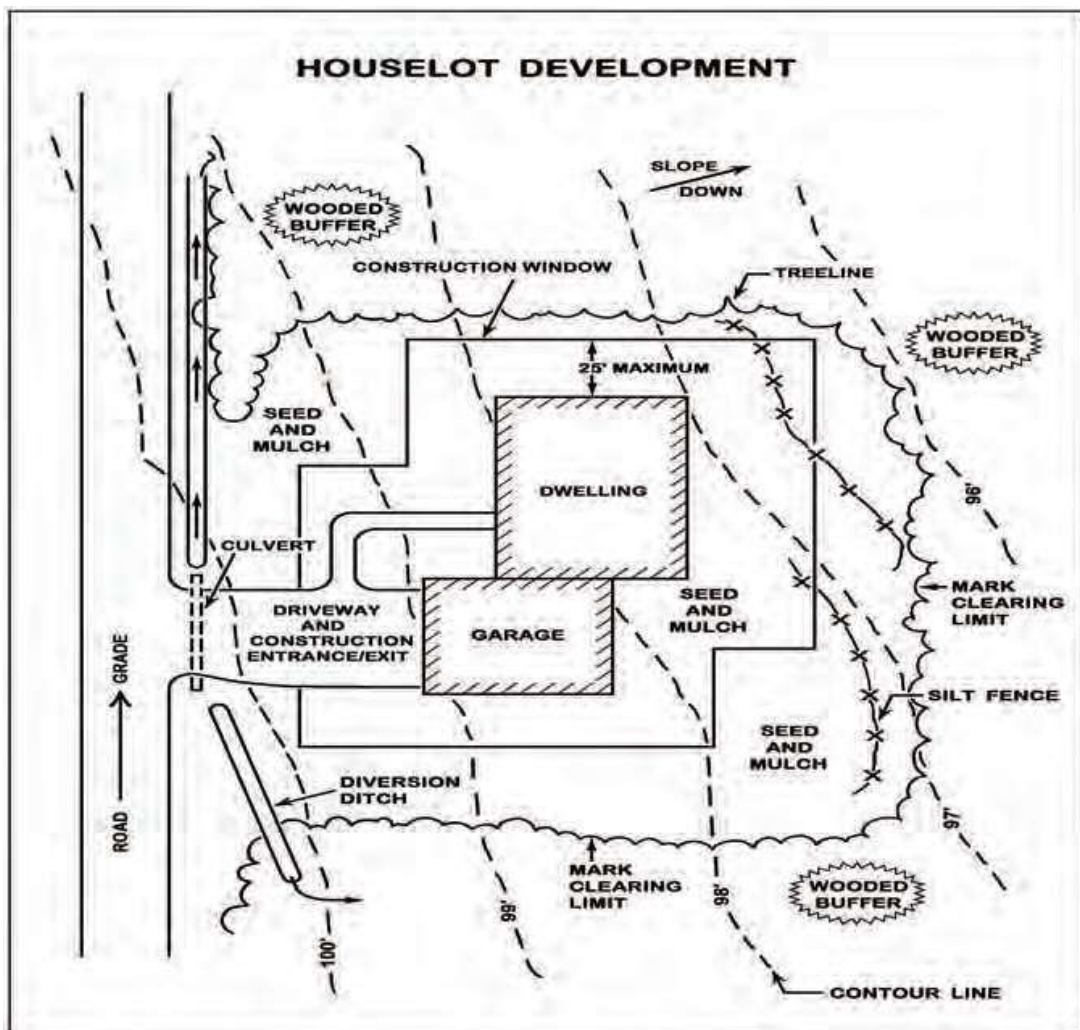 HOUSELOT DEVELOPMENT
SLOPE
DOWN
WOODED
BUFFER
CONSTRUCTION WINDOW
TREELINE
WOODED
BUFFER
25' MAXIMUM
SEED
AND
MULCH
DWELLING
96'
CULVERT
MARK
CLEARING
LIMIT
DRIVEWAY
AND
CONSTRUCTION
ENTRANCE/EXIT
GARAGE
SEED
AND
MULCH
ROAD
GRADE
SILT FENCE
SEED
AND
MULCH
DIVERSION
DITCH
97'
MARK
CLEARING
LIMIT
WOODED
BUFFER
98'
99'
100'
CONTOUR LINE